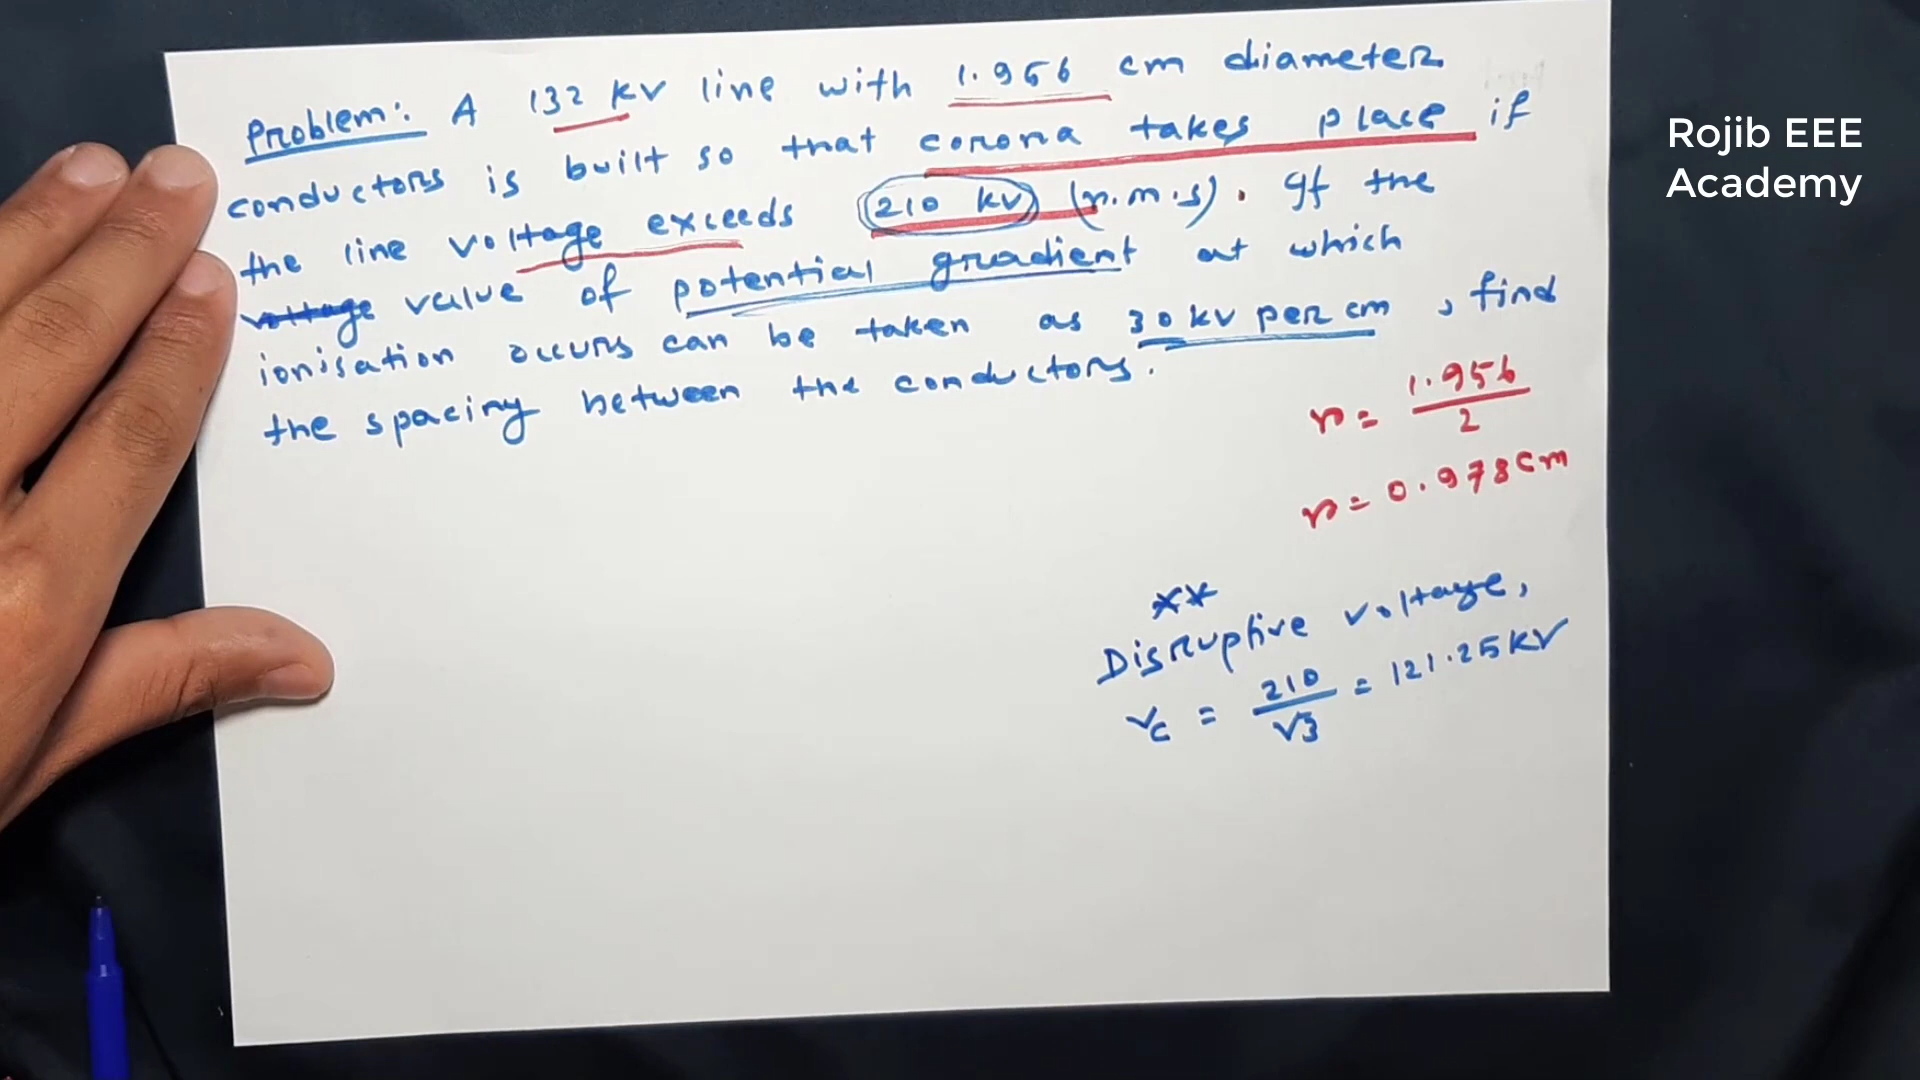 Problem: A 132 kV line with 1.956 cm diameter
conductors is built so that corona takes place if
the line voltage exceeds 210 kV (r.m.s). If the
voltage value of potential gradient at which
ionisation occurs can be taken as 30 kV per cm, find
the spacing between the conductors.
r = 1.956/2
r = 0.978 cm
**
Disruptive voltage,
Vc = 210/√3 = 121.25 kV
Rojib EEE
Academy